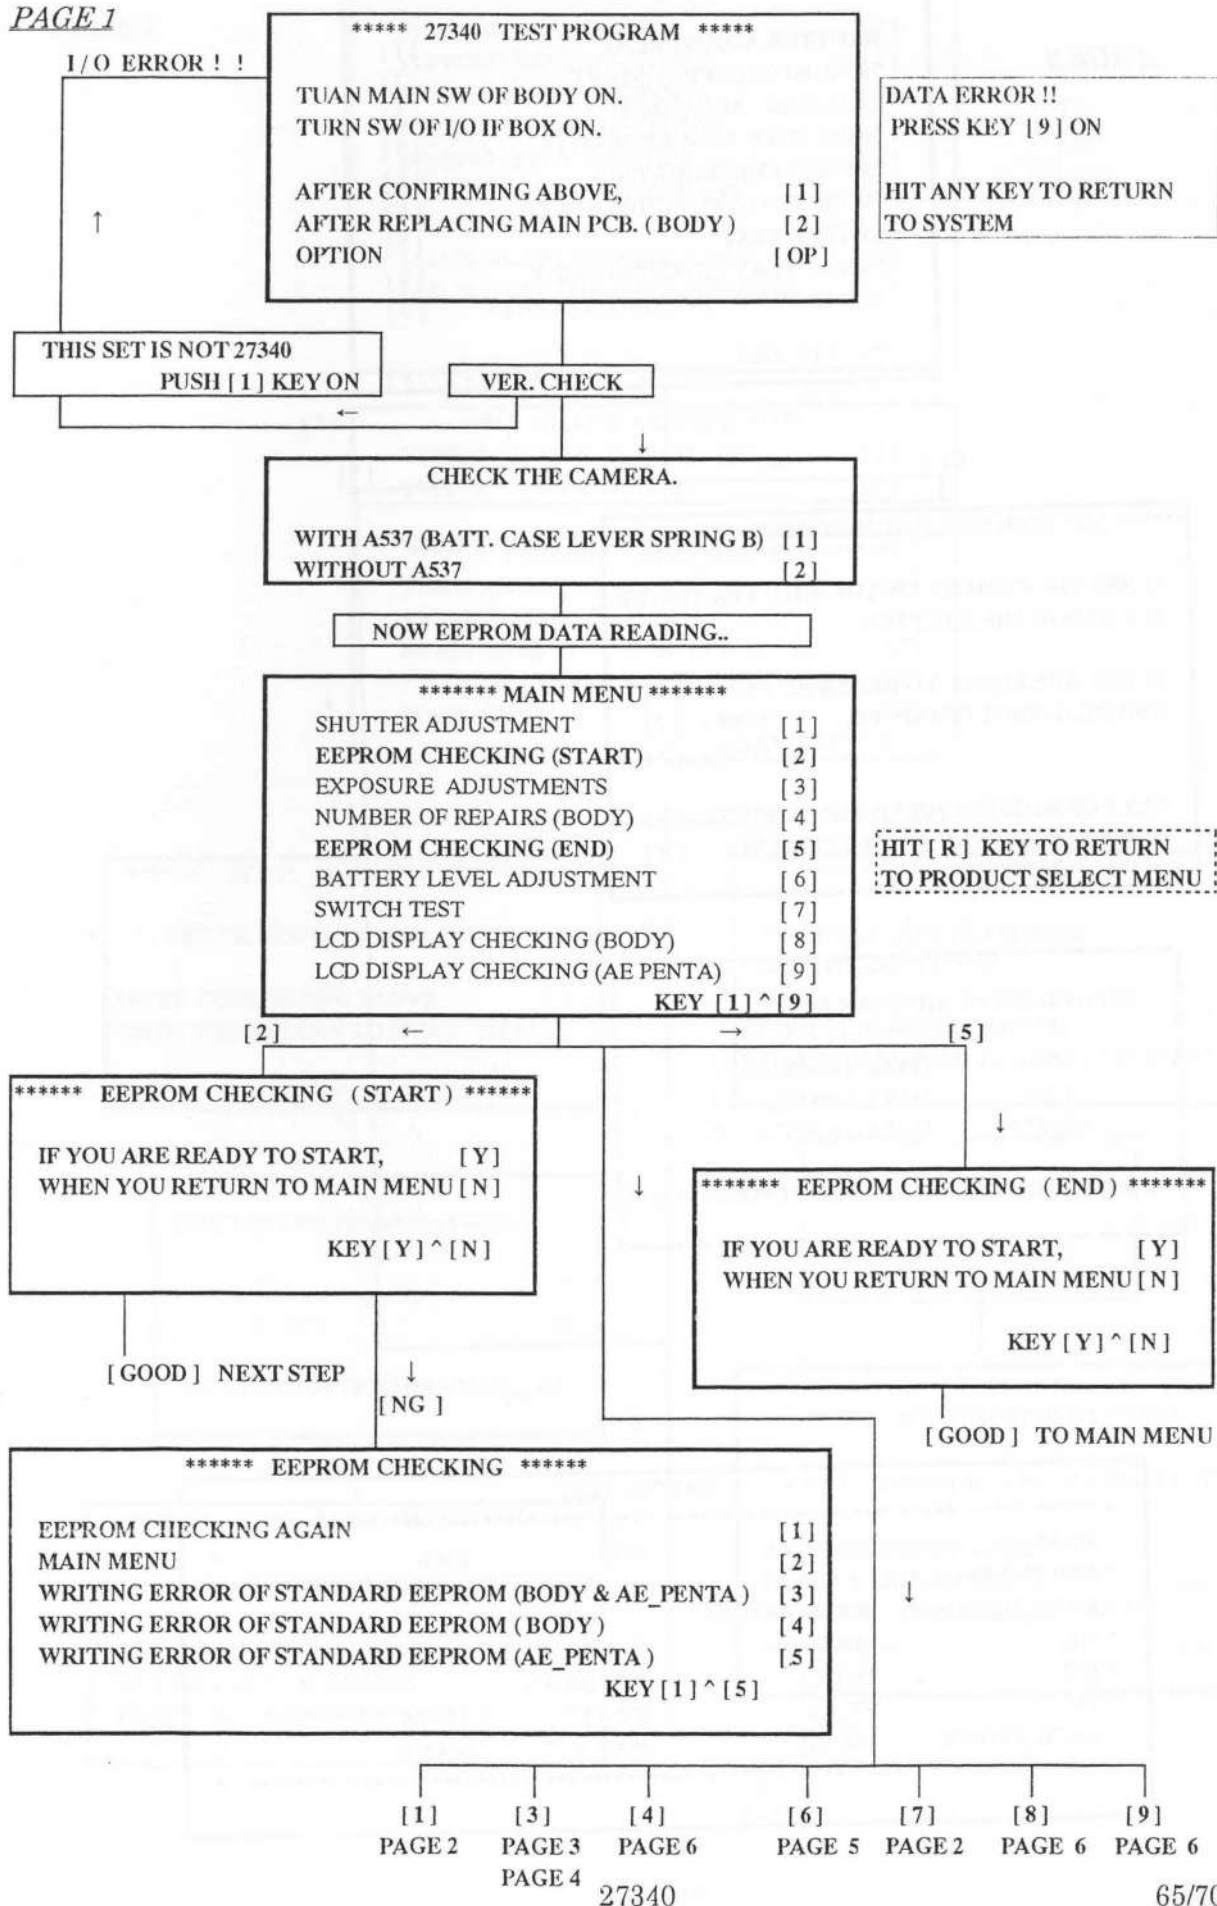 PAGE 1
I/O ERROR ! !
***** 27340 TEST PROGRAM *****
TUAN MAIN SW OF BODY ON.
TURN SW OF I/O IF BOX ON.
AFTER CONFIRMING ABOVE, [1]
AFTER REPLACING MAIN PCB. (BODY) [2]
OPTION [OP]
DATA ERROR !!
PRESS KEY [9] ON
HIT ANY KEY TO RETURN
TO SYSTEM
↑
THIS SET IS NOT 27340
PUSH [1] KEY ON
VER. CHECK
←
↓
CHECK THE CAMERA.
WITH A537 (BATT. CASE LEVER SPRING B) [1]
WITHOUT A537 [2]
NOW EEPROM DATA READING..
******* MAIN MENU *******
SHUTTER ADJUSTMENT [1]
EEPROM CHECKING (START) [2]
EXPOSURE ADJUSTMENTS [3]
NUMBER OF REPAIRS (BODY) [4]
EEPROM CHECKING (END) [5]
BATTERY LEVEL ADJUSTMENT [6]
SWITCH TEST [7]
LCD DISPLAY CHECKING (BODY) [8]
LCD DISPLAY CHECKING (AE PENTA) [9]
KEY [1] ^ [9]
HIT [R] KEY TO RETURN
TO PRODUCT SELECT MENU
[2] ← → [5]
****** EEPROM CHECKING (START) ******
IF YOU ARE READY TO START, [Y]
WHEN YOU RETURN TO MAIN MENU [N]
KEY [Y] ^ [N]
↓
↓
******* EEPROM CHECKING (END) *******
IF YOU ARE READY TO START, [Y]
WHEN YOU RETURN TO MAIN MENU [N]
KEY [Y] ^ [N]
[GOOD] NEXT STEP ↓
[NG]
[GOOD] TO MAIN MENU
****** EEPROM CHECKING ******
EEPROM CHECKING AGAIN [1]
MAIN MENU [2]
WRITING ERROR OF STANDARD EEPROM (BODY & AE_PENTA) [3]
WRITING ERROR OF STANDARD EEPROM (BODY) [4]
WRITING ERROR OF STANDARD EEPROM (AE_PENTA) [5]
KEY [1] ^ [5]
↓
[1] [3] [4] [6] [7] [8] [9]
PAGE 2 PAGE 3 PAGE 6 PAGE 5 PAGE 2 PAGE 6 PAGE 6
PAGE 4
27340 65/70